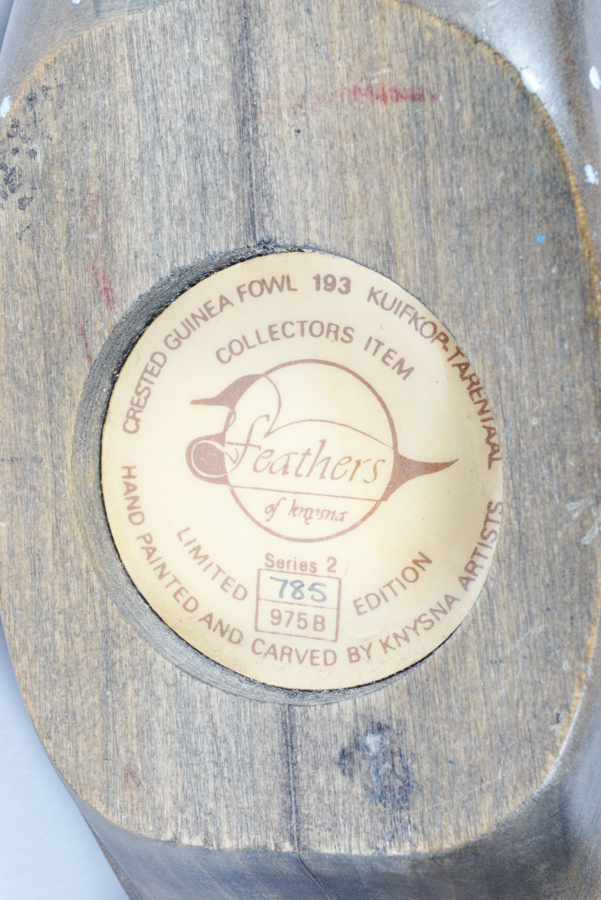 CRESTED GUINEA FOWL 193 KUIFKOP-TARENTAAL
COLLECTORS ITEM
feathers
of knysna
LIMITED EDITION
Series 2
785
975B
HAND PAINTED AND CARVED BY KNYSNA ARTISTS